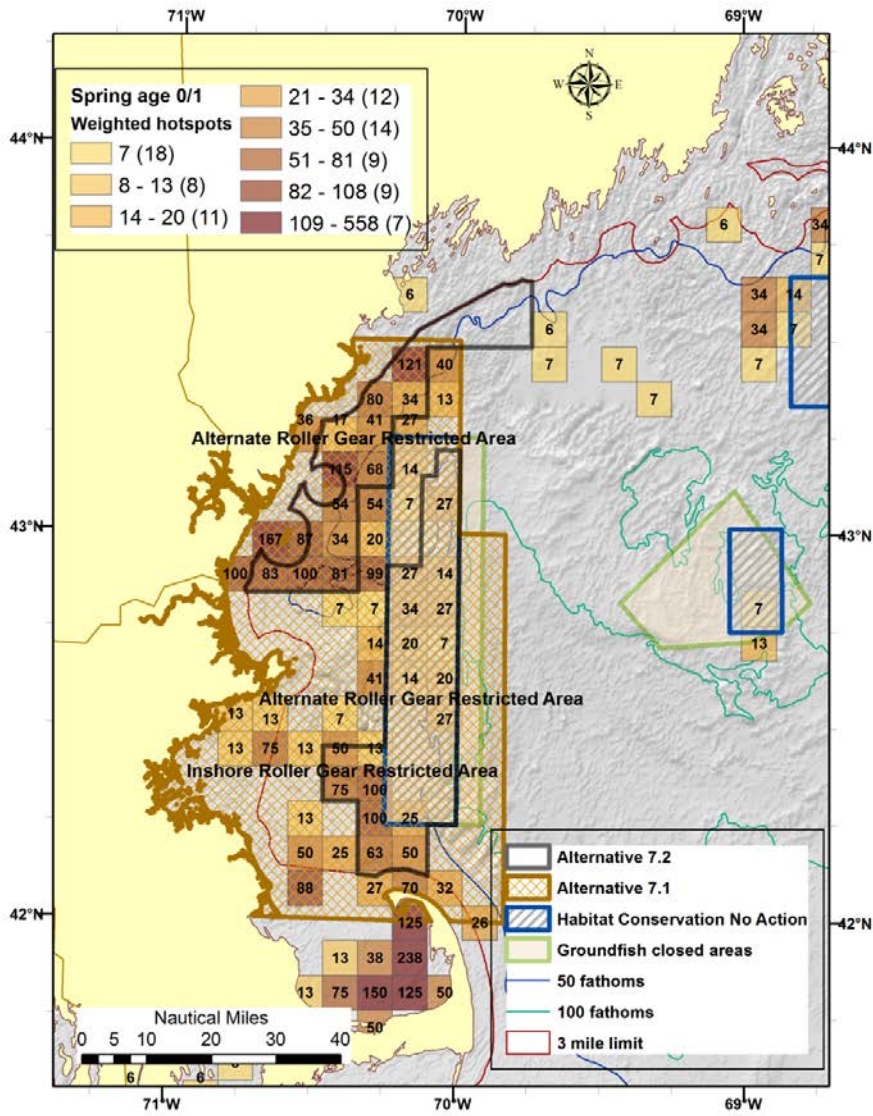 71°W 70°W 69°W
N
W E
S
Spring age 0/1
Weighted hotspots
7 (18)
8 - 13 (8)
14 - 20 (11)
21 - 34 (12)
35 - 50 (14)
51 - 81 (9)
82 - 108 (9)
109 - 558 (7)
44°N 44°N
6 34
7
6 34 14
6 34 7
121 40 7 7 7
80 34 13 7
36 17 41 27
Alternate Roller Gear Restricted Area
115 68 14
54 54 7 27
43°N 43°N
167 87 34 20
100 83 100 81 99 27 14
7 7 34 27 7
14 20 7 13
41 14 20
Alternate Roller Gear Restricted Area
13 13 7 27
13 75 13 50 13
Inshore Roller Gear Restricted Area
75 100
13 100 25
50 25 63 50
88 27 70 32
42°N 42°N
125 26
13 38 238
13 75 150 125 50
50
Nautical Miles
0 5 10 20 30 40
6 6
Alternative 7.2
Alternative 7.1
Habitat Conservation No Action
Groundfish closed areas
50 fathoms
100 fathoms
3 mile limit
71°W 70°W 69°W